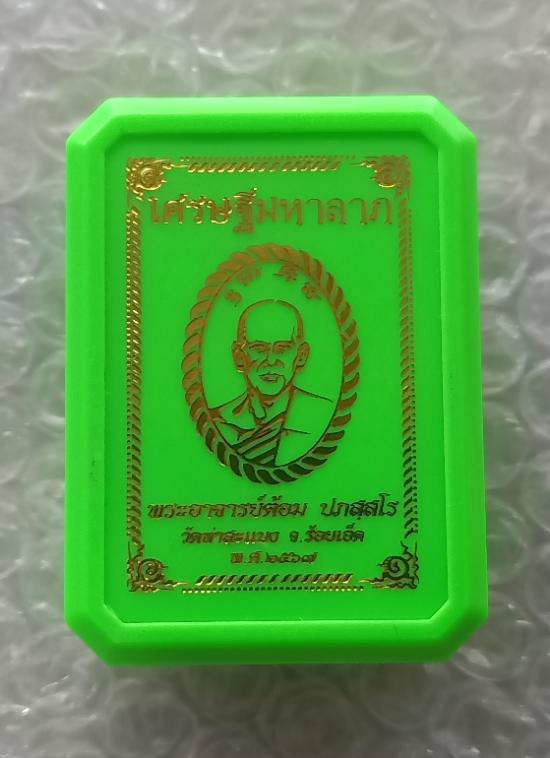 เศรษฐีมหาลาภ
พระอาจารย์ต้อม ปภสฺสโร
วัดท่าสะแบง จ.ร้อยเอ็ด
พ.ศ.๒๕๖๗